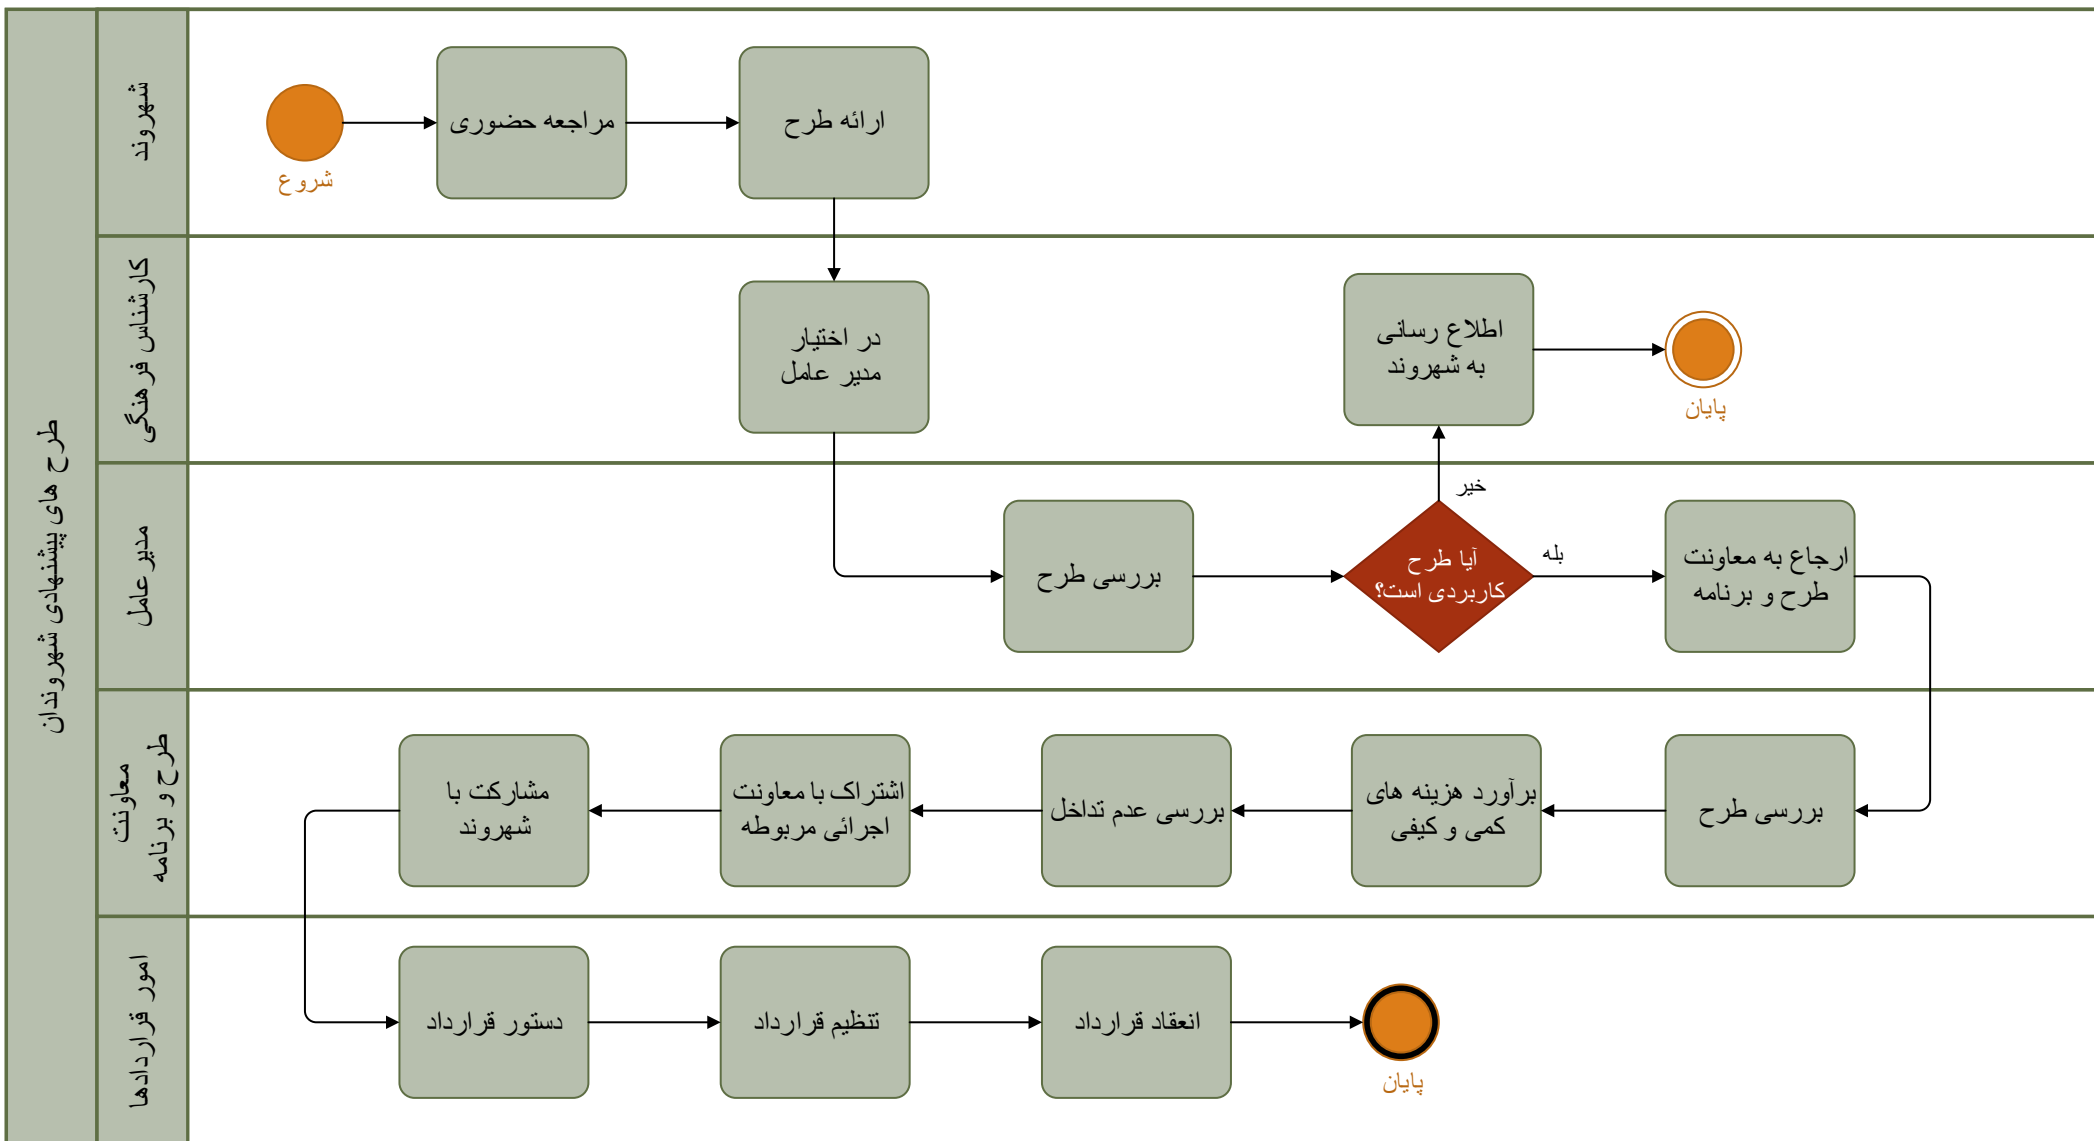 طرح های پیشنهادی شهروندان
شهروند
شروع
مراجعه حضوری
ارائه طرح
کارشناس فرهنگی
در اختیار
مدیر عامل
اطلاع رسانی
به شهروند
پایان
مدیرعامل
بررسی طرح
آیا طرح
کاربردی است؟
خیر
بله
ارجاع به معاونت
طرح و برنامه
معاونت
طرح و برنامه
بررسی طرح
برآورد هزینه های
کمی و کیفی
بررسی عدم تداخل
اشتراک با معاونت
اجرائی مربوطه
مشارکت با
شهروند
امور قراردادها
دستور قرارداد
تنظیم قرارداد
انعقاد قرارداد
پایان